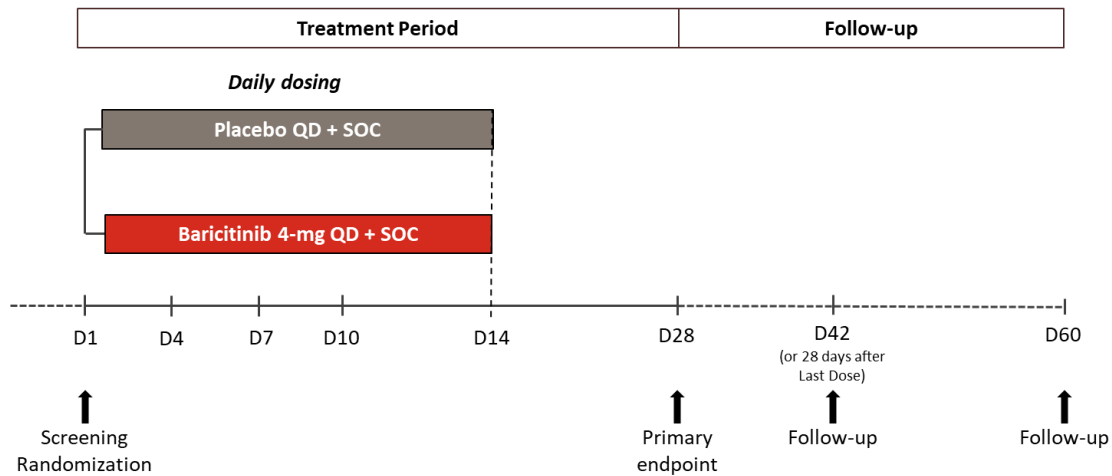 Treatment Period
Follow-up
Daily dosing
Placebo QD + SOC
Baricitinib 4-mg QD + SOC
D1
D4
D7
D10
D14
D28
D42
D60
(or 28 days after
Last Dose)
Screening
Randomization
Primary
endpoint
Follow-up
Follow-up